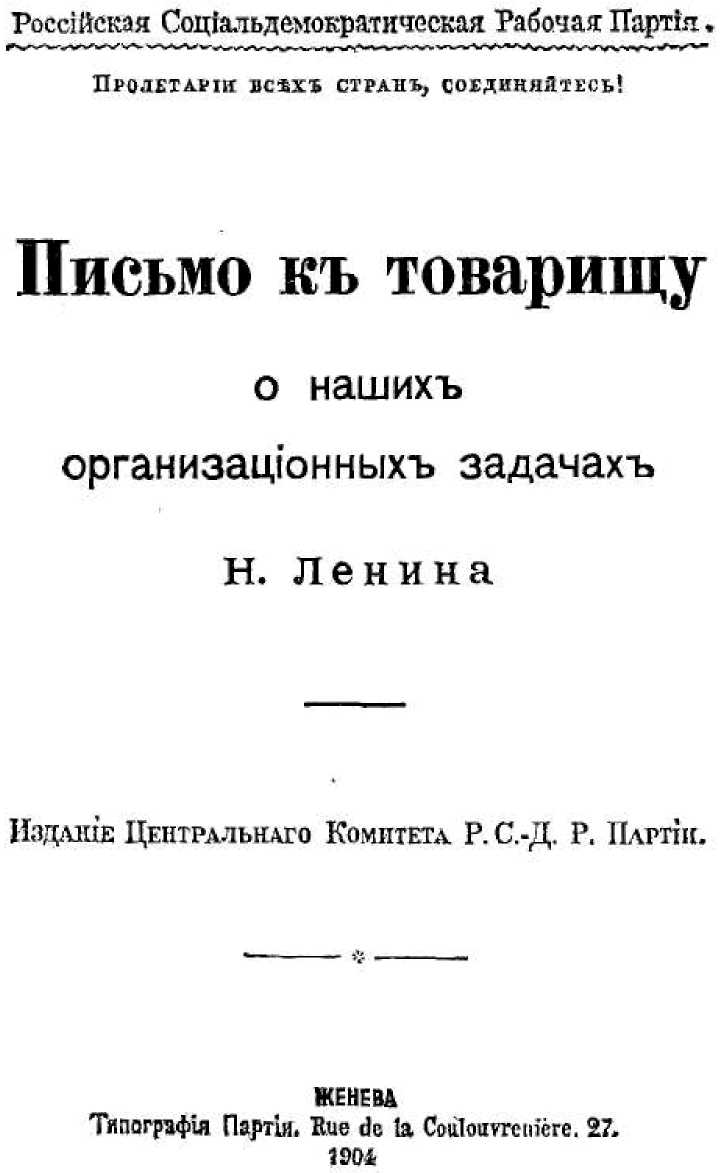 Россійская Соціальдемократическая Рабочая Партія.
Пролетаріи всѣхъ странъ, соединяйтесь!
Письмо къ товарищу
о нашихъ
организаціонныхъ задачахъ
Н. Ленина
Изданіе Центральнаго Комитета Р. С.-Д. Р. Партіи.
ЖЕНЕВА
Типографія Партіи. Rue de la Coulouvrenière, 27.
1904